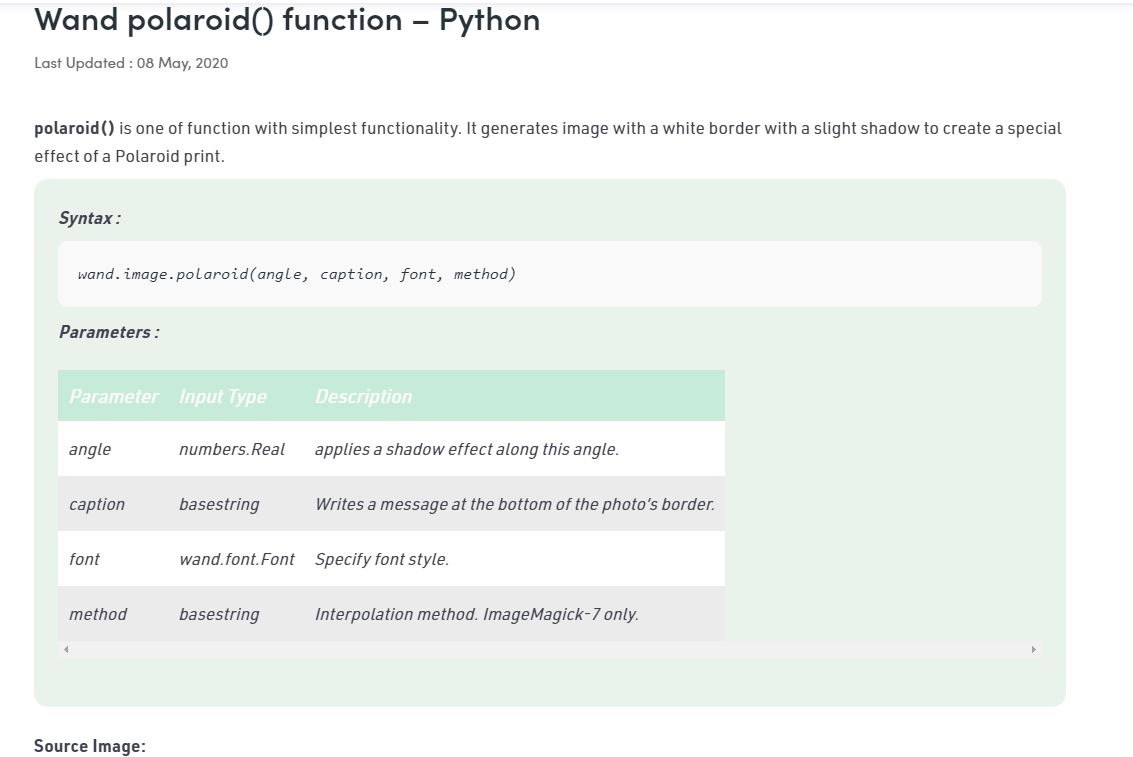 Wand polaroid() function – Python
Last Updated : 08 May, 2020
polaroid() is one of function with simplest functionality. It generates image with a white border with a slight shadow to create a special
effect of a Polaroid print.
Syntax :
wand.image.polaroid(angle, caption, font, method)
Parameters :
Parameter Input Type Description
angle numbers.Real applies a shadow effect along this angle.
caption basestring Writes a message at the bottom of the photo’s border.
font wand.font.Font Specify font style.
method basestring Interpolation method. ImageMagick-7 only.
Source Image: